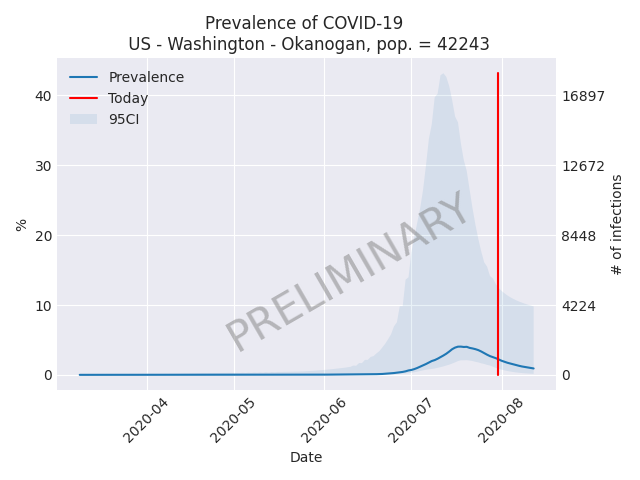 Prevalence of COVID-19
US - Washington - Okanogan, pop. = 42243
Prevalence
Today
95CI
40
30
20
10
0
%
16897
12672
8448
4224
0
# of infections
PRELIMINARY
2020-04
2020-05
2020-06
2020-07
2020-08
Date